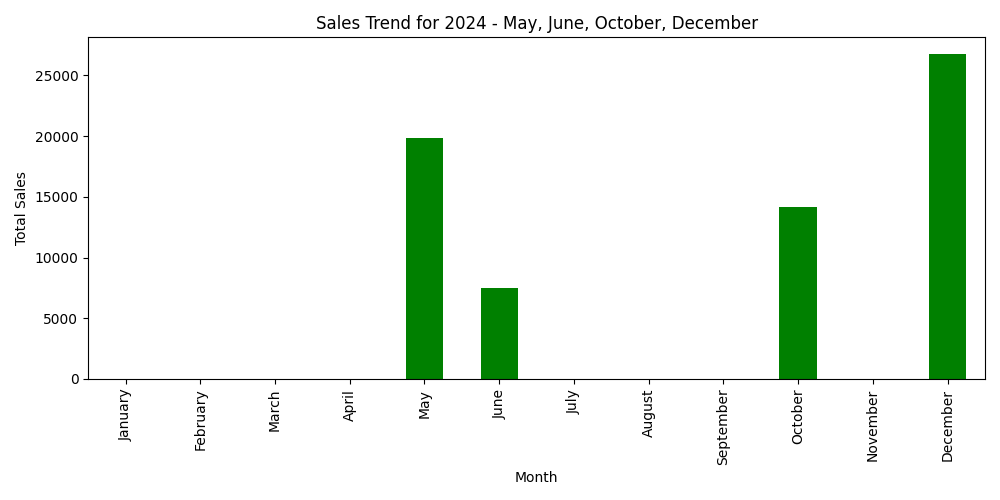 Sales Trend for 2024 - May, June, October, December
Total Sales
25000
20000
15000
10000
5000
0
January
February
March
April
May
June
July
August
September
October
November
December
Month